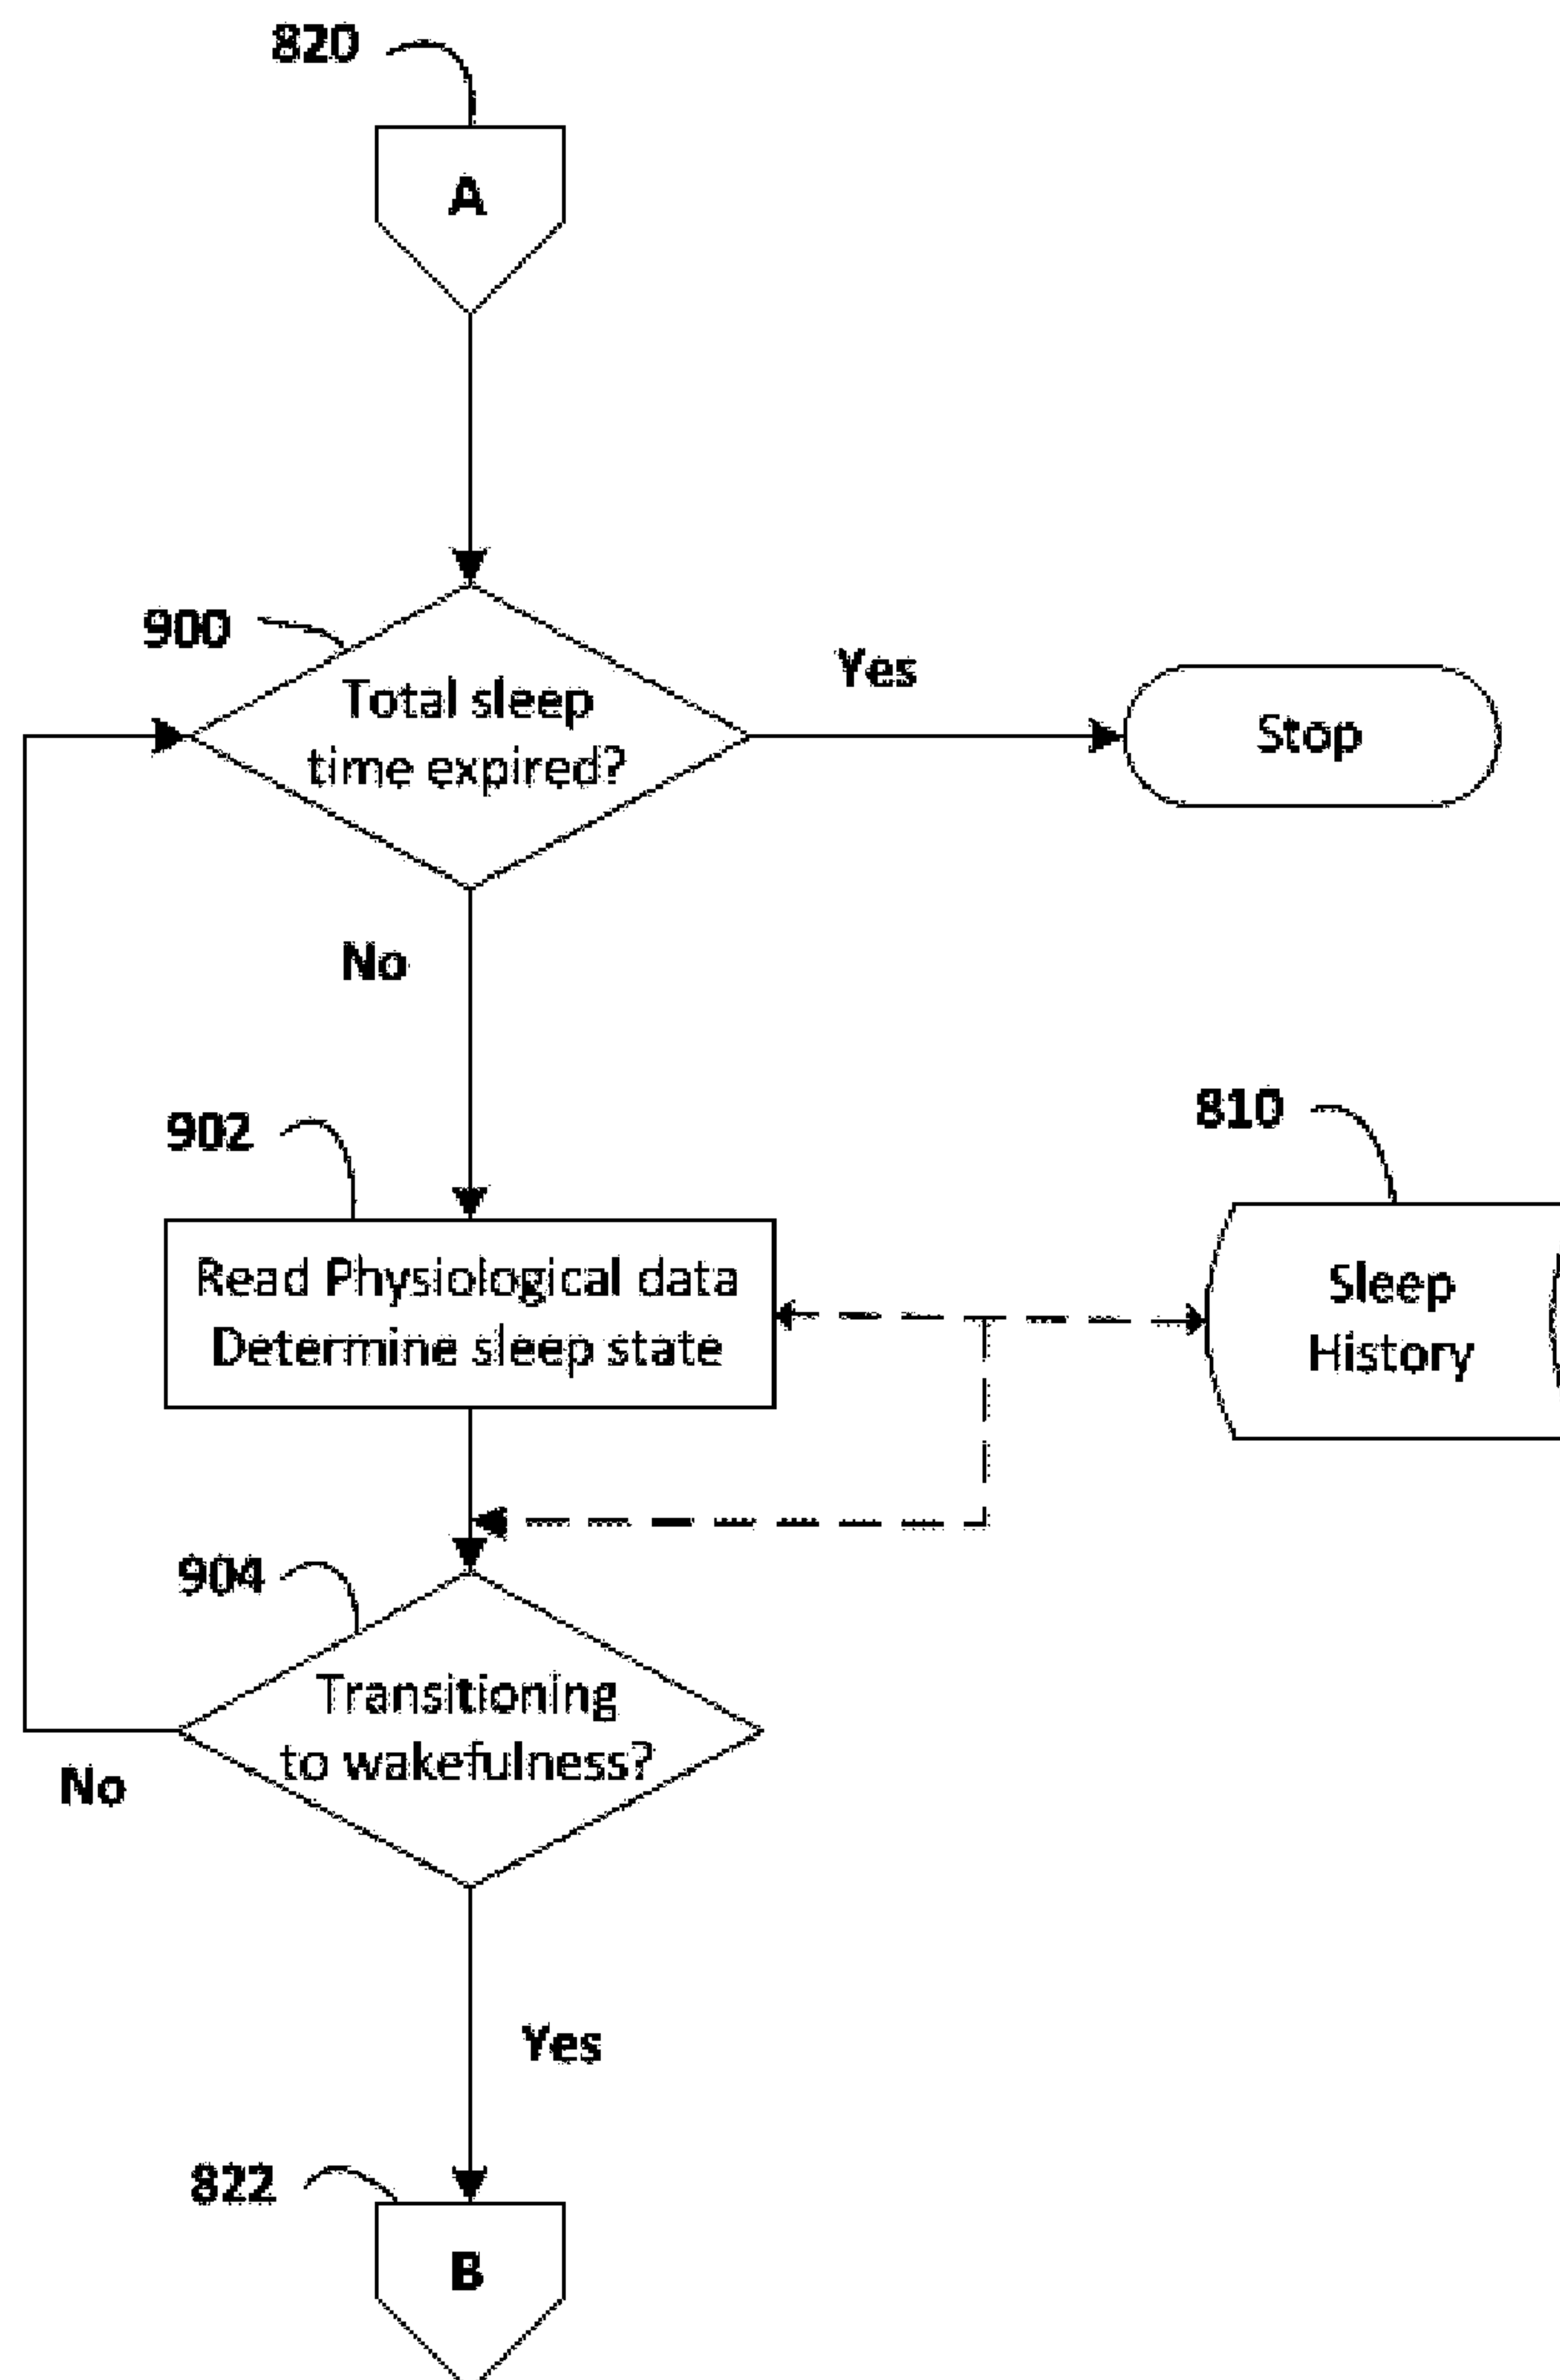 820
A
900
Total sleep
time expired?
Yes
Stop
No
902
810
Read Physiological data
Determine sleep state
Sleep
History
904
Transitioning
to wakefulness?
No
Yes
822
B